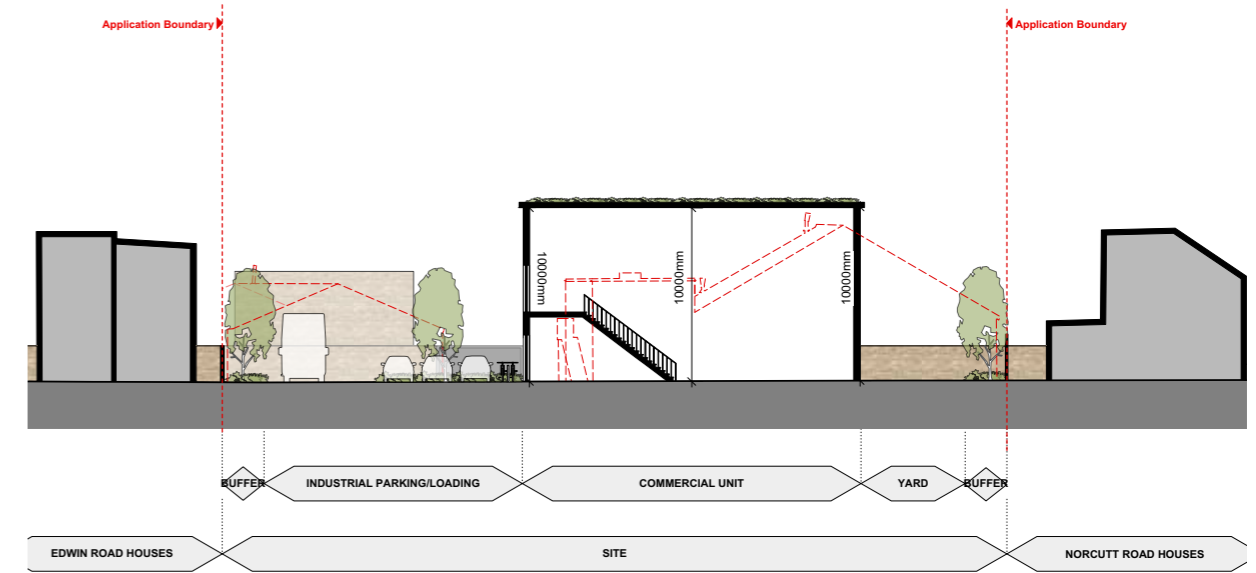 Application Boundary
Application Boundary
10000mm
10000mm
10000mm
BUFFER
INDUSTRIAL PARKING/LOADING
COMMERCIAL UNIT
YARD
BUFFER
EDWIN ROAD HOUSES
SITE
NORCUTT ROAD HOUSES